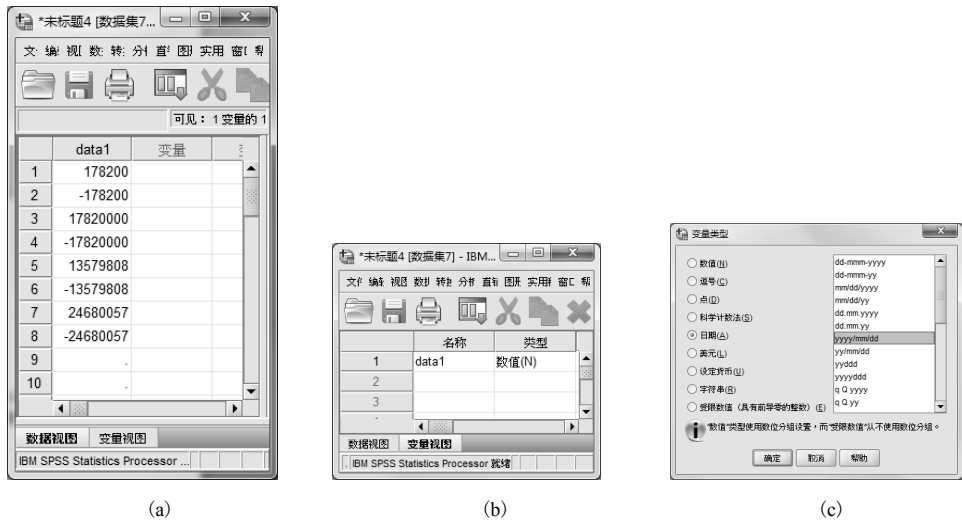 *未标题4 [数据集7...
实用
可见： 1 变量的 1
data1 变量
1 178200
2 -178200
3 17820000
4 -17820000
5 13579808
6 -13579808
7 24680057
8 -24680057
9 .
10 .
数据视图 变量视图
IBM SPSS Statistics Processor ...
(a)
*未标题4 [数据集7] - IBM...
名称 类型
1 data1 数值(N)
2
3
数据视图 变量视图
IBM SPSS Statistics Processor 就绪
(b)
变量类型
数值(N)
逗号(C)
点(D)
科学计数法(S)
日期(A)
美元(L)
设定货币(U)
字符串(R)
受限数值（具有前导零的整数）(E)
dd-mmm-yyyy
dd-mmm-yy
mm/dd/yyyy
mm/dd/yy
dd.mm.yyyy
dd.mm.yy
yyyy/mm/dd
yy/mm/dd
yyddd
yyyyddd
q Q yyyy
q Q yy
“数值”类型使用数位分组设置，而“受限数值”从不使用数位分组。
确定 取消 帮助
(c)